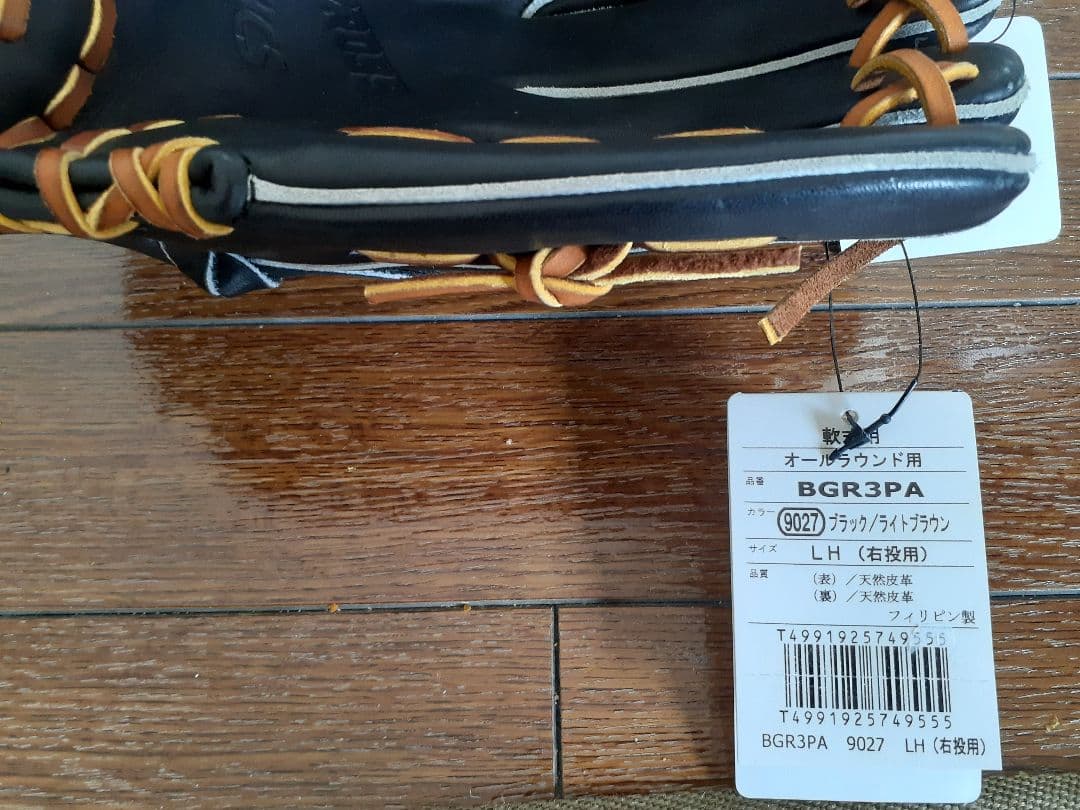 軟式用
オールラウンド用
品番 BGR3PA
カラー 9027 ブラック/ライトブラウン
サイズ LH (右投用)
品質 (表)/天然皮革
(裏)/天然皮革
フィリピン製
T4991925749555
T4991925749555
BGR3PA 9027 LH(右投用)